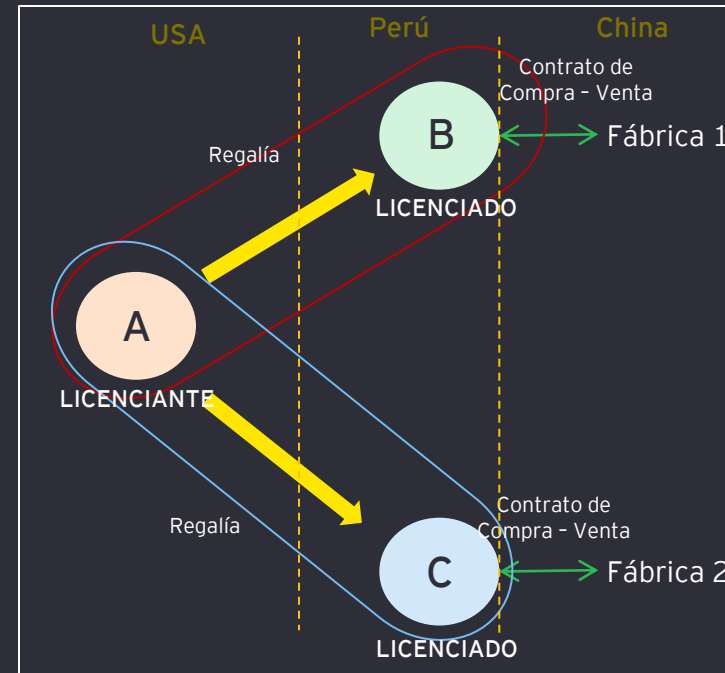 USA
Perú
China
Contrato de
Compra – Venta
B
Fábrica 1
Regalía
LICENCIADO
A
LICENCIANTE
Regalía
Contrato de
Compra – Venta
C
Fábrica 2
LICENCIADO